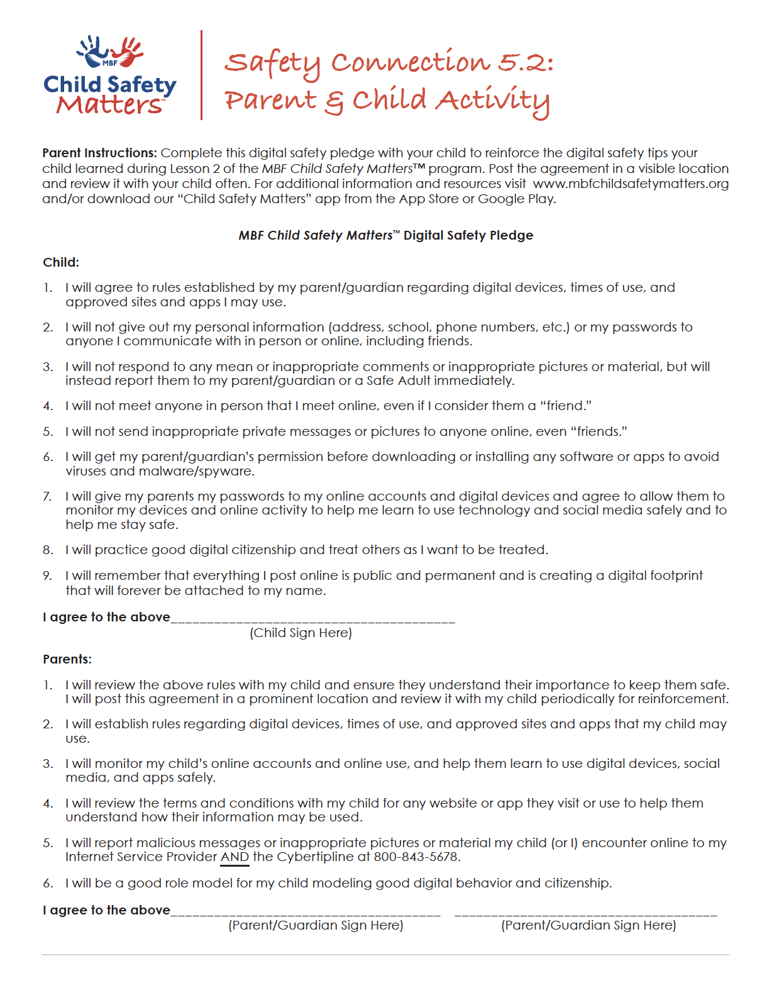 MBF
Child Safety
Matters™
Safety Connection 5.2:
Parent & Child Activity
Parent Instructions: Complete this digital safety pledge with your child to reinforce the digital safety tips your
child learned during Lesson 2 of the MBF Child Safety Matters™ program. Post the agreement in a visible location
and review it with your child often. For additional information and resources visit  www.mbfchildsafetymatters.org
and/or download our “Child Safety Matters” app from the App Store or Google Play.
MBF Child Safety Matters™ Digital Safety Pledge
Child:
1. I will agree to rules established by my parent/guardian regarding digital devices, times of use, and
approved sites and apps I may use.
2. I will not give out my personal information (address, school, phone numbers, etc.) or my passwords to
anyone I communicate with in person or online, including friends.
3. I will not respond to any mean or inappropriate comments or inappropriate pictures or material, but will
instead report them to my parent/guardian or a Safe Adult immediately.
4. I will not meet anyone in person that I meet online, even if I consider them a “friend.”
5. I will not send inappropriate private messages or pictures to anyone online, even “friends.”
6. I will get my parent/guardian’s permission before downloading or installing any software or apps to avoid
viruses and malware/spyware.
7. I will give my parents my passwords to my online accounts and digital devices and agree to allow them to
monitor my devices and online activity to help me learn to use technology and social media safely and to
help me stay safe.
8. I will practice good digital citizenship and treat others as I want to be treated.
9. I will remember that everything I post online is public and permanent and is creating a digital footprint
that will forever be attached to my name.
I agree to the above_______________________________________
(Child Sign Here)
Parents:
1. I will review the above rules with my child and ensure they understand their importance to keep them safe.
I will post this agreement in a prominent location and review it with my child periodically for reinforcement.
2. I will establish rules regarding digital devices, times of use, and approved sites and apps that my child may
use.
3. I will monitor my child’s online accounts and online use, and help them learn to use digital devices, social
media, and apps safely.
4. I will review the terms and conditions with my child for any website or app they visit or use to help them
understand how their information may be used.
5. I will report malicious messages or inappropriate pictures or material my child (or I) encounter online to my
Internet Service Provider AND the Cybertipline at 800-843-5678.
6. I will be a good role model for my child modeling good digital behavior and citizenship.
I agree to the above_____________________________________ ____________________________________
(Parent/Guardian Sign Here) (Parent/Guardian Sign Here)